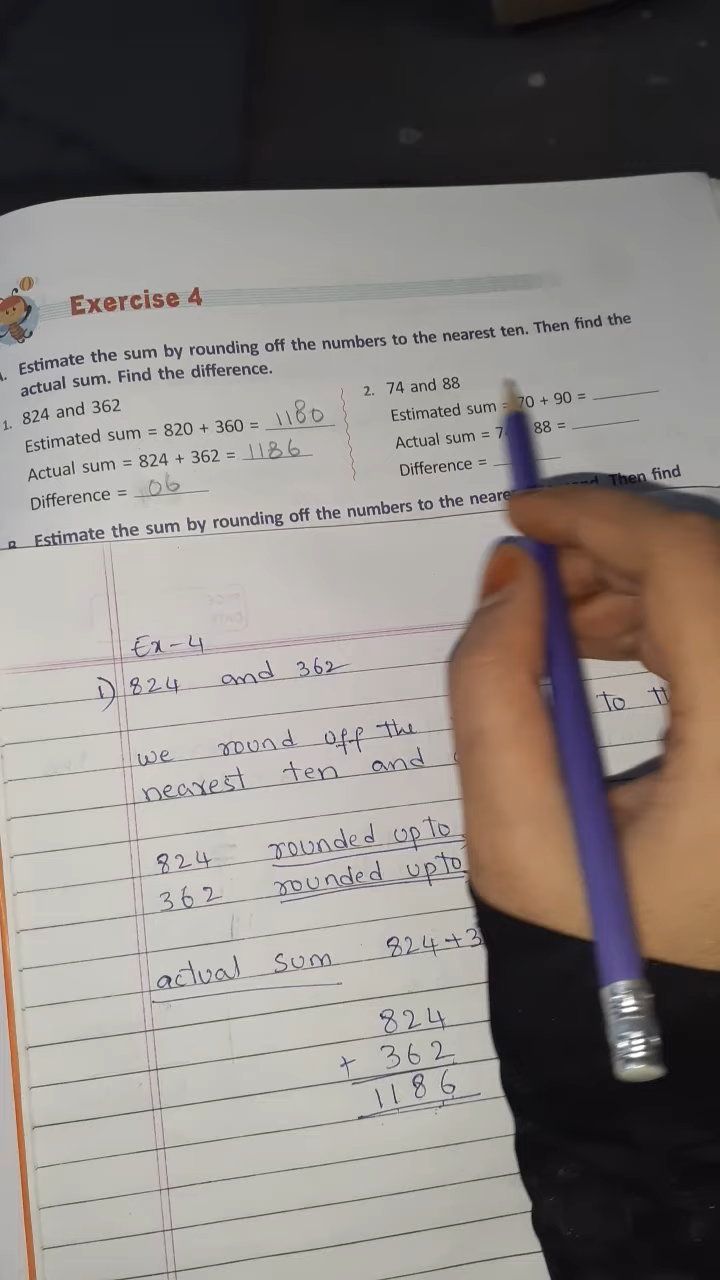 Exercise 4
Estimate the sum by rounding off the numbers to the nearest ten. Then find the
actual sum. Find the difference.
1. 824 and 362
Estimated sum = 820 + 360 = 1180
Actual sum = 824 + 362 = 1186
Difference = 06
2. 74 and 88
Estimated sum = 70 + 90 =
Actual sum = 88 =
Difference =
Estimate the sum by rounding off the numbers to the Then find
Ex-4
1) 824 and 362
we round off the to
nearest ten and
824 rounded upto
362 rounded upto
actual sum 824+3
824
+ 362
1186